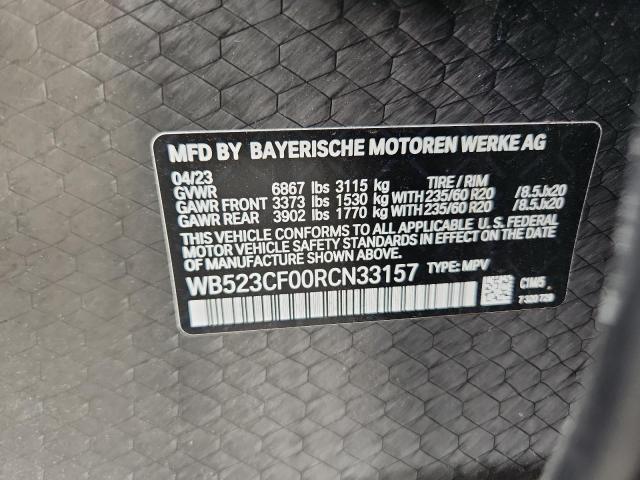 MFD BY BAYERISCHE MOTOREN WERKE AG
04/23 TIRE / RIM
GVWR 6867 lbs 3115 kg
GAWR FRONT 3373 lbs 1530 kg WITH 235/60 R20 /8.5Jx20
GAWR REAR 3902 lbs 1770 kg WITH 235/60 R20 /8.5Jx20
THIS VEHICLE CONFORMS TO ALL APPLICABLE U.S. FEDERAL
MOTOR VEHICLE SAFETY STANDARDS IN EFFECT ON THE DATE
OF MANUFACTURE SHOWN ABOVE.
WB523CF00RCN33157 TYPE: MPV